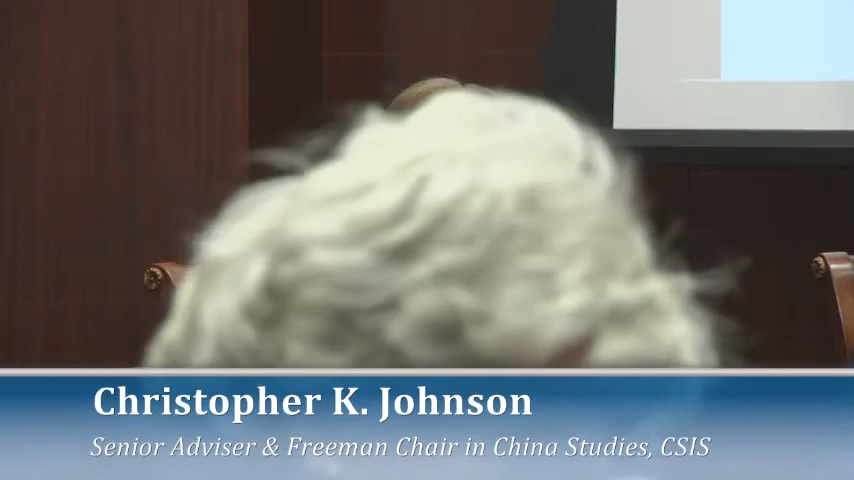 Christopher K. Johnson
Senior Adviser & Freeman Chair in China Studies, CSIS